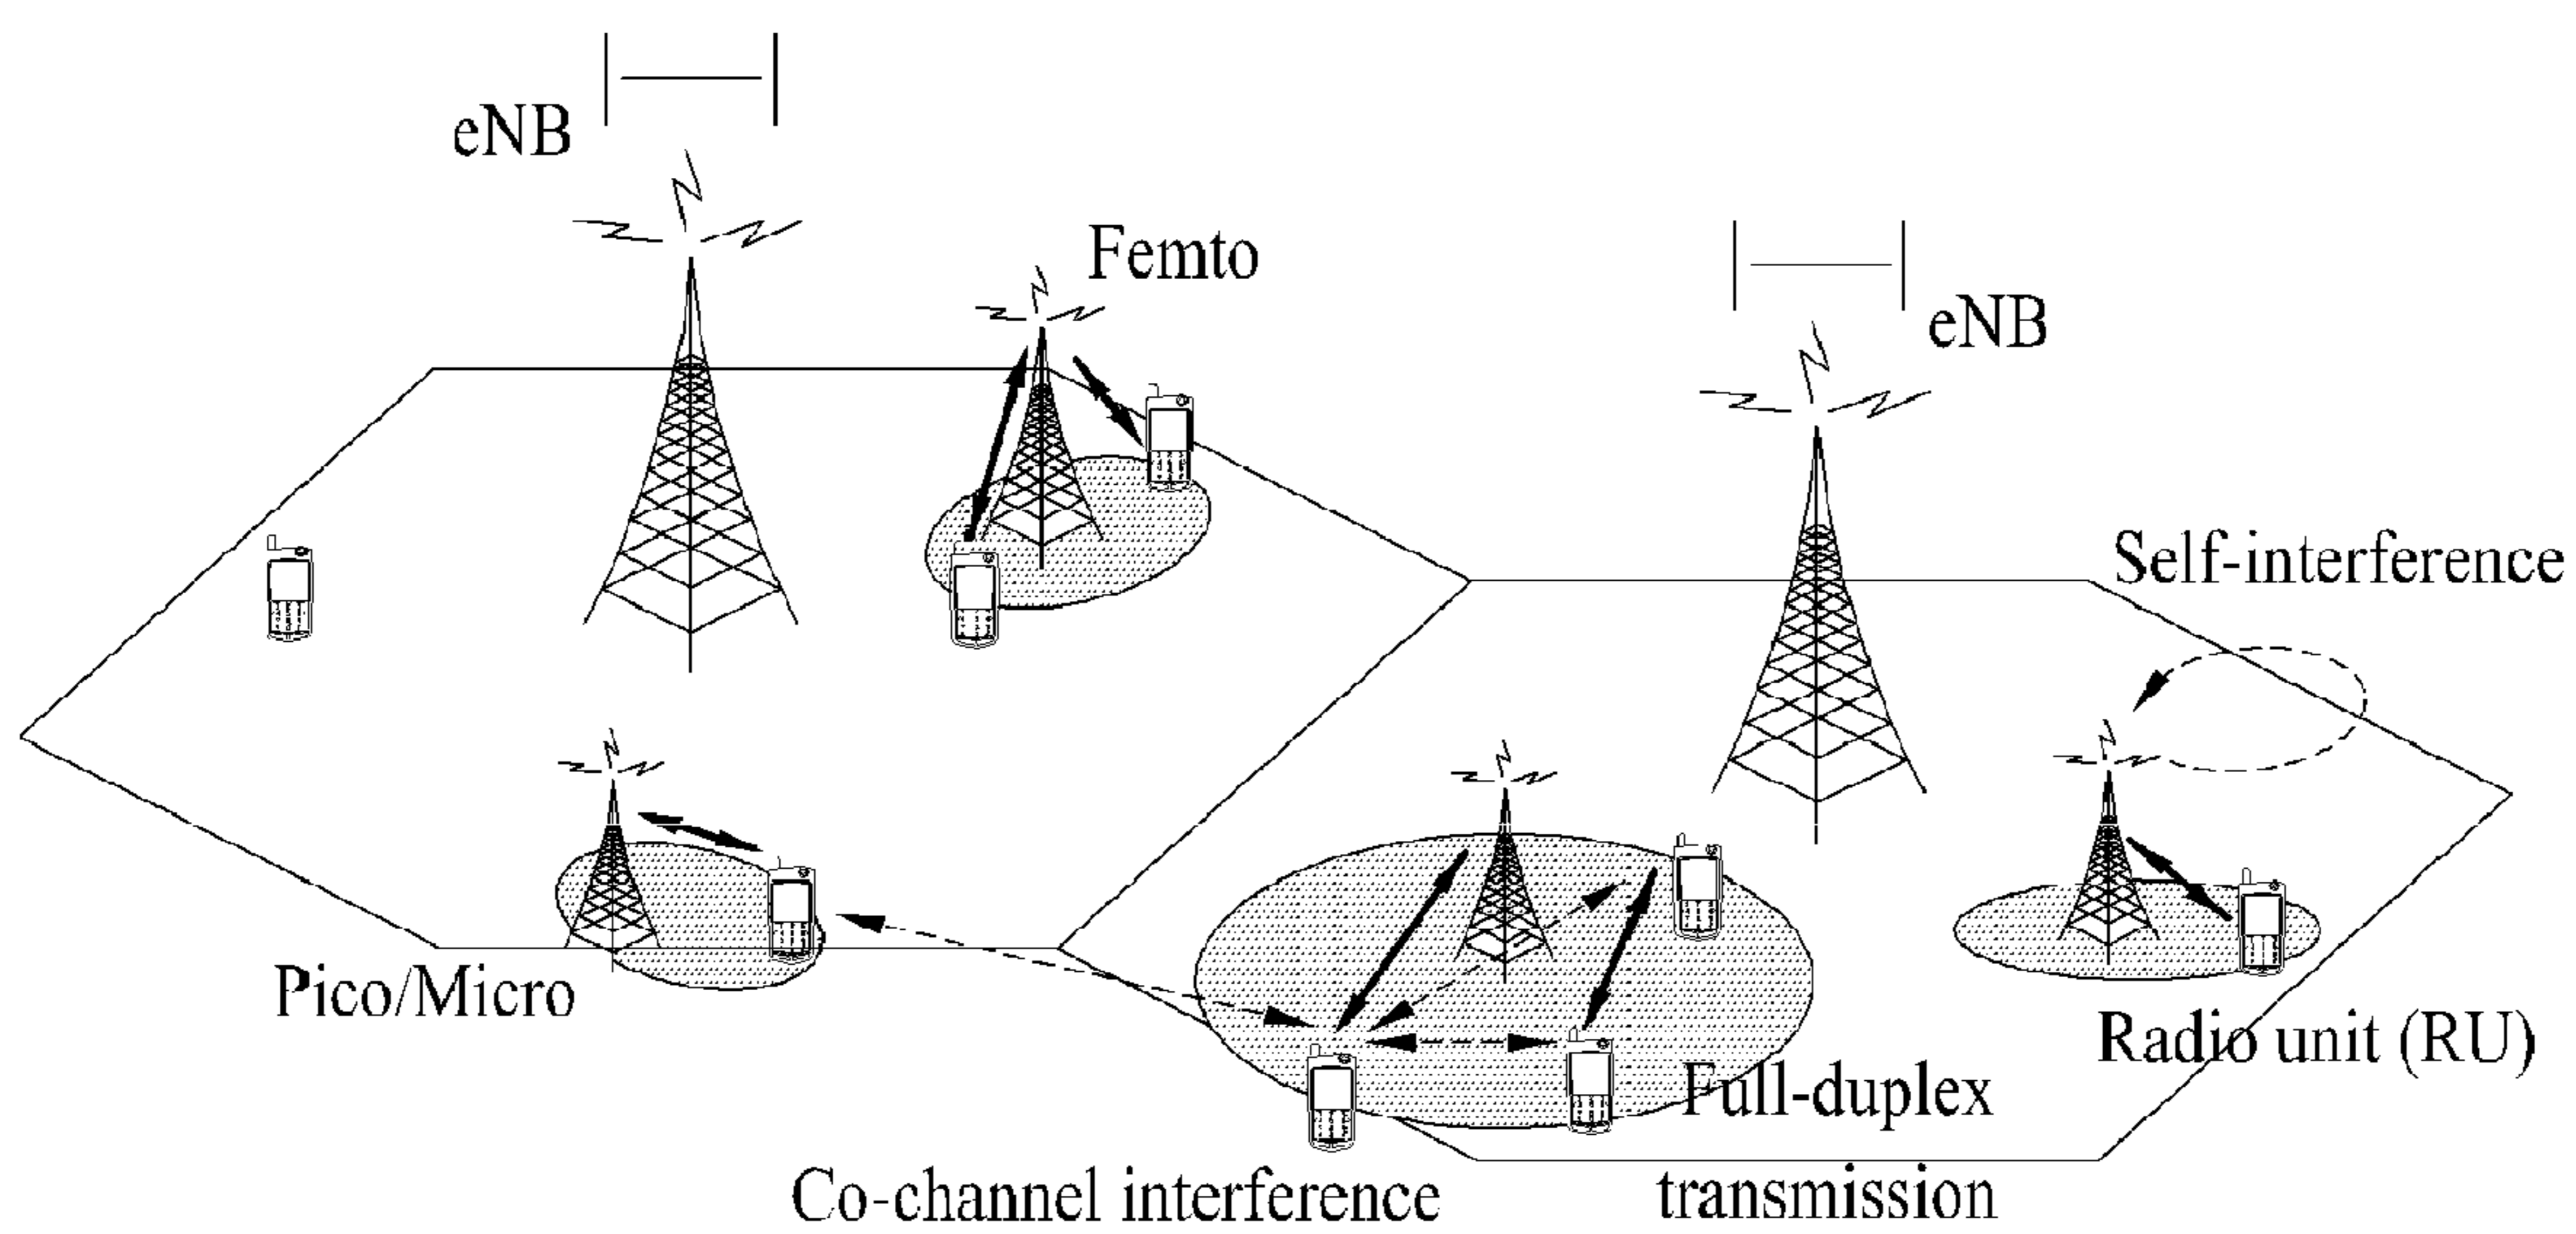 eNB
Femto
eNB
Self-interference
Pico/Micro
Radio unit (RU)
Full-duplex
transmission
Co-channel interference